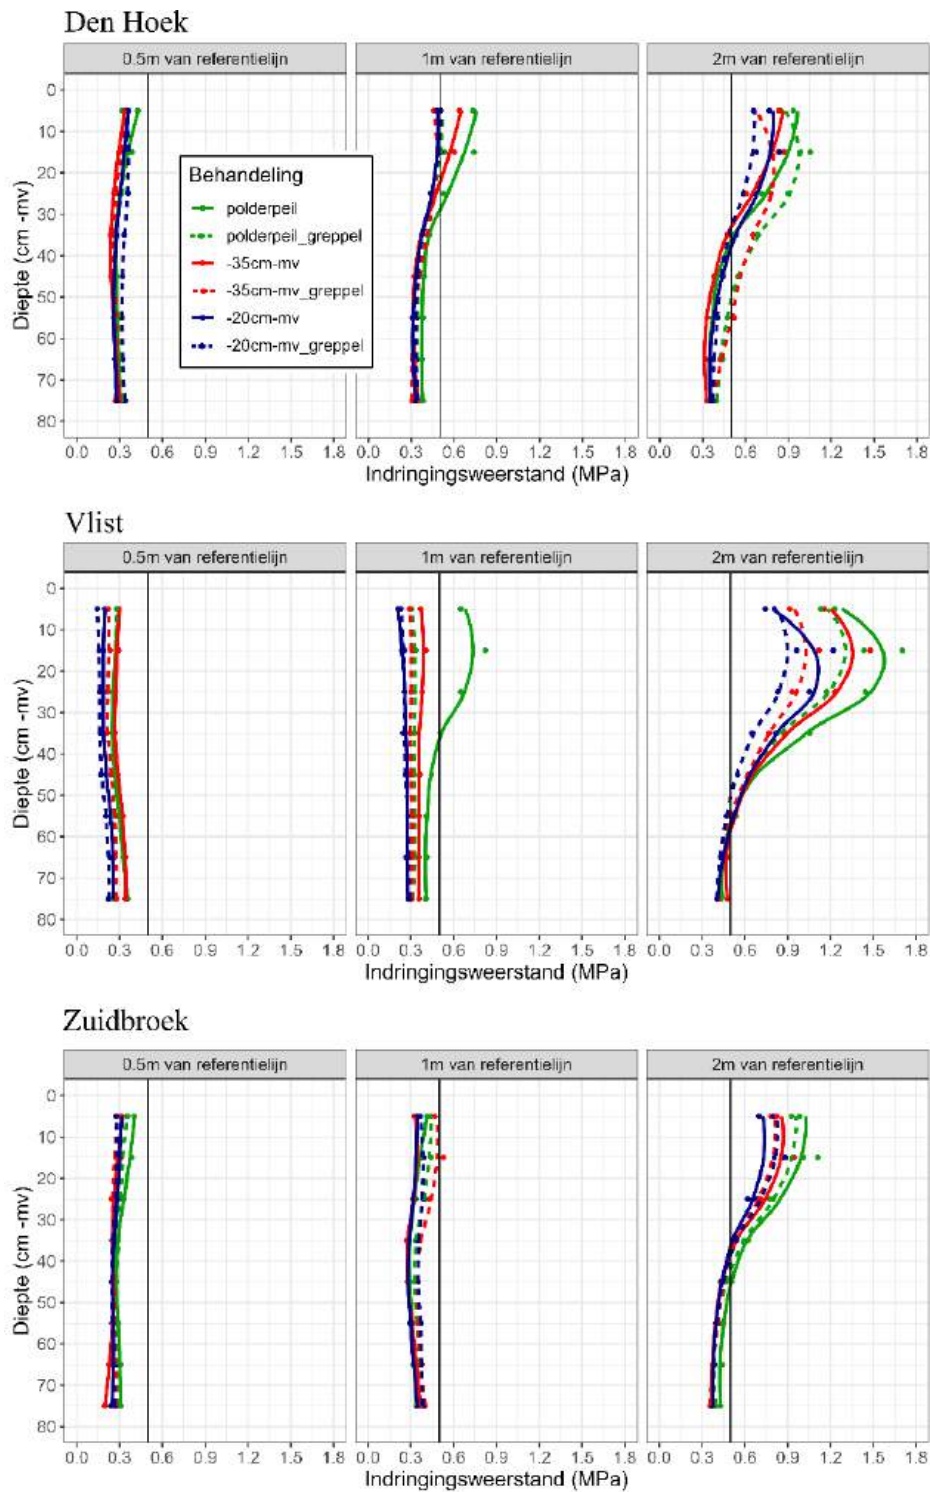 Den Hoek
0.5m van referentielijn
1m van referentielijn
2m van referentielijn
Diepte (cm -mv)
0
10
20
30
40
50
60
70
80
Behandeling
polderpeil
polderpeil_greppel
-35cm-mv
-35cm-mv_greppel
-20cm-mv
-20cm-mv_greppel
0.0 0.3 0.6 0.9 1.2 1.5 1.8
0.0 0.3 0.6 0.9 1.2 1.5 1.8
0.0 0.3 0.6 0.9 1.2 1.5 1.8
Indringingsweerstand (MPa)
Vlist
0.5m van referentielijn
1m van referentielijn
2m van referentielijn
Diepte (cm -mv)
0
10
20
30
40
50
60
70
80
0.0 0.3 0.6 0.9 1.2 1.5 1.8
0.0 0.3 0.6 0.9 1.2 1.5 1.8
0.0 0.3 0.6 0.9 1.2 1.5 1.8
Indringingsweerstand (MPa)
Zuidbroek
0.5m van referentielijn
1m van referentielijn
2m van referentielijn
Diepte (cm -mv)
0
10
20
30
40
50
60
70
80
0.0 0.3 0.6 0.9 1.2 1.5 1.8
0.0 0.3 0.6 0.9 1.2 1.5 1.8
0.0 0.3 0.6 0.9 1.2 1.5 1.8
Indringingsweerstand (MPa)